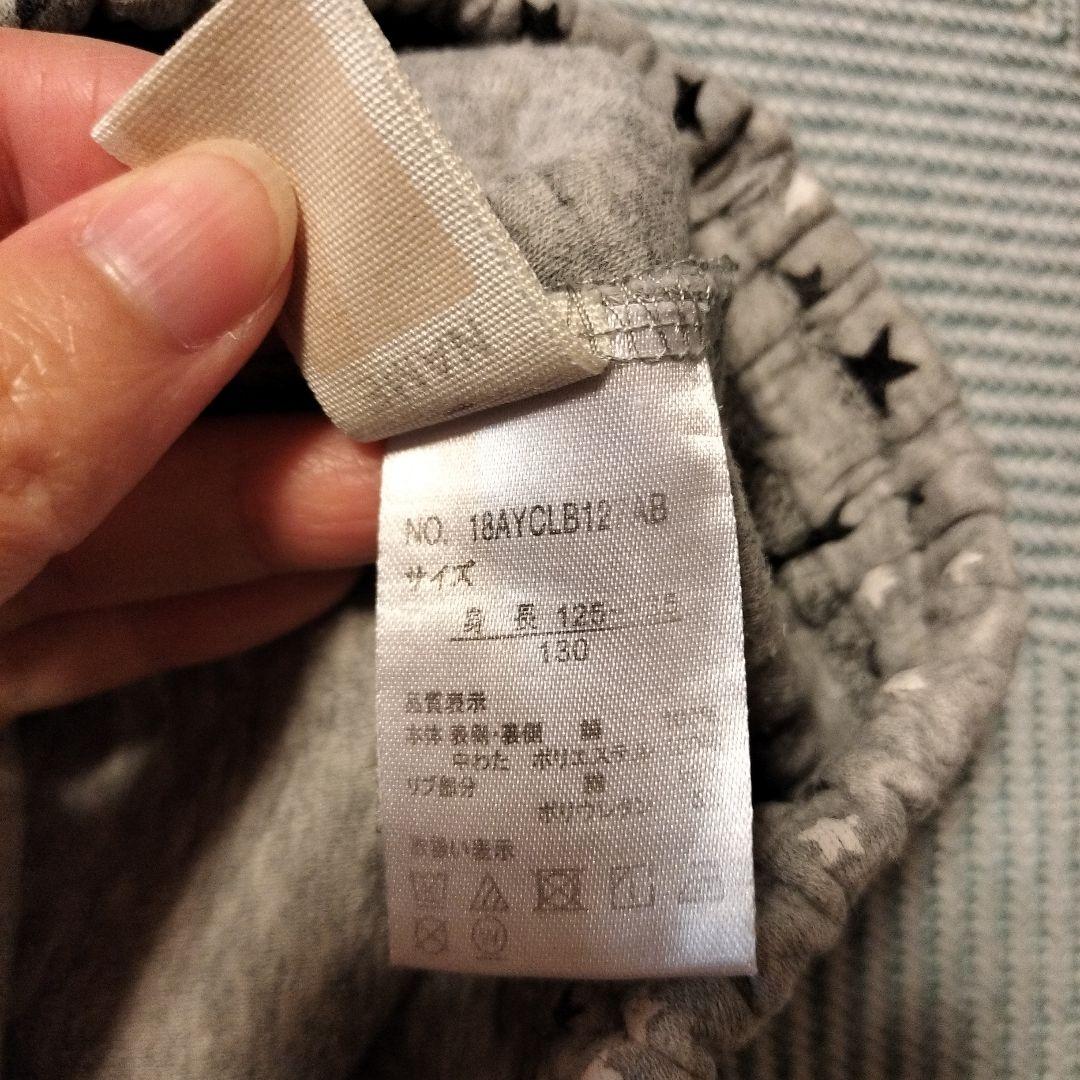 NO. 18AYCLB12 AB
サイズ
身 長 125
130
品質表示
本体 表側・裏側 綿
中わた ポリエステル
リブ部分 綿
ポリウレタン
取扱い表示